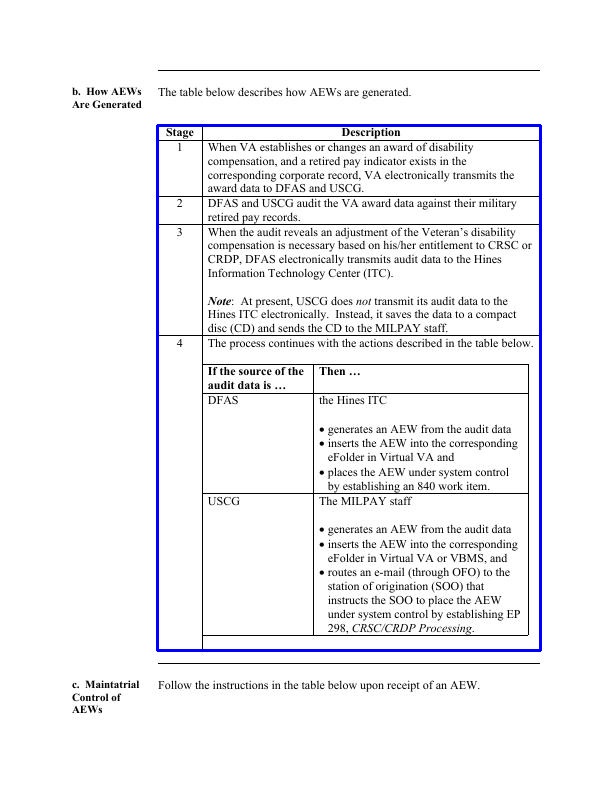 b. How AEWs
Are Generated
The table below describes how AEWs are generated.
Stage
Description
1
When VA establishes or changes an award of disability
compensation, and a retired pay indicator exists in the
corresponding corporate record, VA electronically transmits the
award data to DFAS and USCG.
2
DFAS and USCG audit the VA award data against their military
retired pay records.
3
When the audit reveals an adjustment of the Veteran's disability
compensation is necessary based on his/her entitlement to CRSC or
CRDP, DFAS electronically transmits audit data to the Hines
Information Technology Center (ITC).
Note: At present, USCG does not transmit its audit data to the
Hines ITC electronically. Instead, it saves the data to a compact
disc (CD) and sends the CD to the MILPAY staff.
4
The process continues with the actions described in the table below.
If the source of the
audit data is …
Then …
DFAS
the Hines ITC
• generates an AEW from the audit data
• inserts the AEW into the corresponding
eFolder in Virtual VA and
• places the AEW under system control
by establishing an 840 work item.
USCG
The MILPAY staff
• generates an AEW from the audit data
• inserts the AEW into the corresponding
eFolder in Virtual VA or VBMS, and
• routes an e-mail (through OFO) to the
station of origination (SOO) that
instructs the SOO to place the AEW
under system control by establishing EP
298, CRSC/CRDP Processing.
c. Maintatrial
Control of
AEWs
Follow the instructions in the table below upon receipt of an AEW.